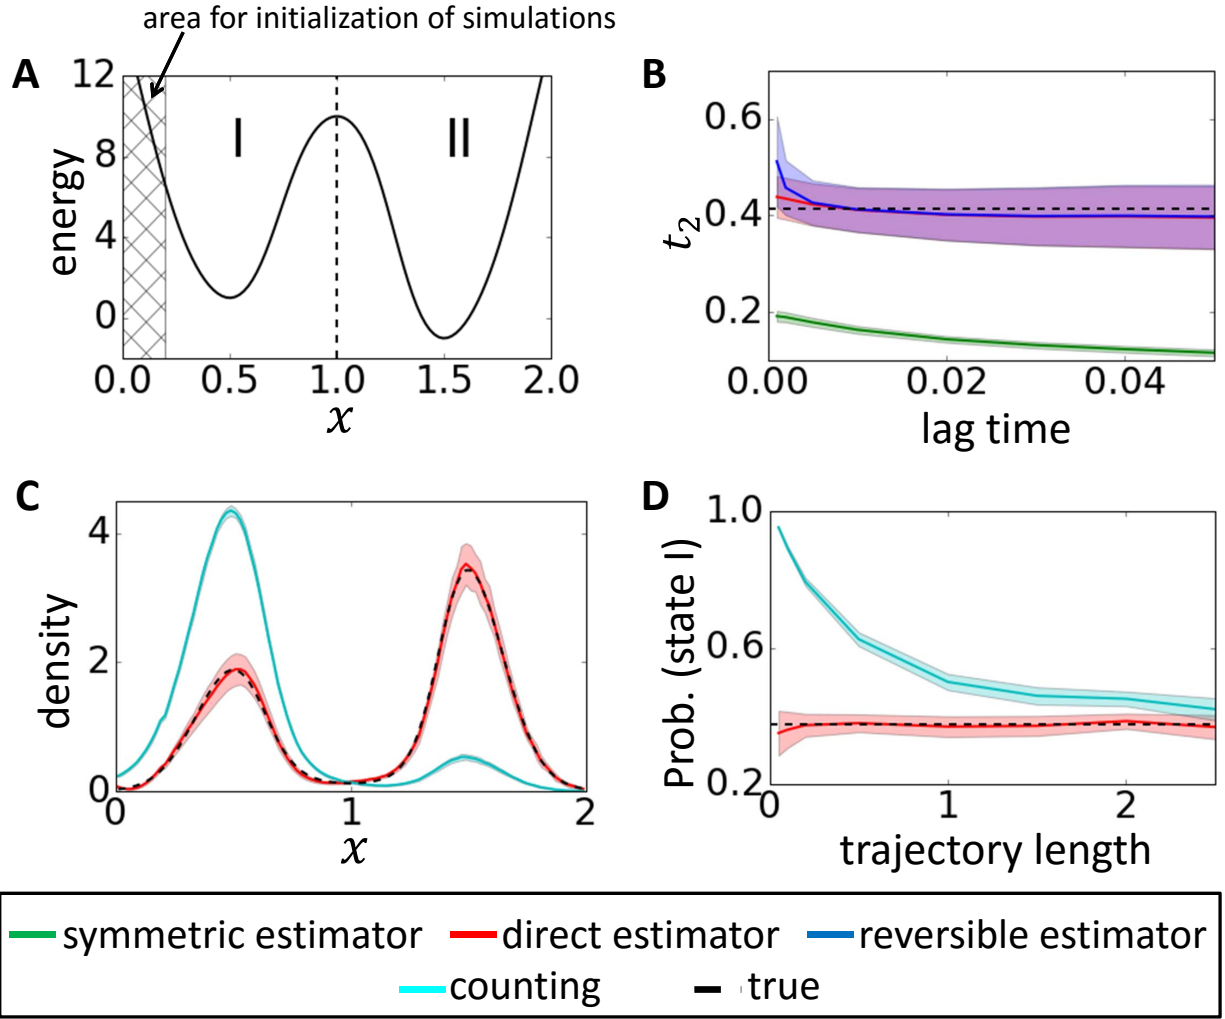 area for initialization of simulations
A
12
8
4
0
energy
I
II
0.0 0.5 1.0 1.5 2.0
x
B
0.6
0.4
0.2
t2
0.00 0.02 0.04
lag time
C
4
2
0
density
0 1 2
x
D
1.0
0.6
0.2
Prob. (state I)
0 1 2
trajectory length
symmetric estimator direct estimator reversible estimator
counting true